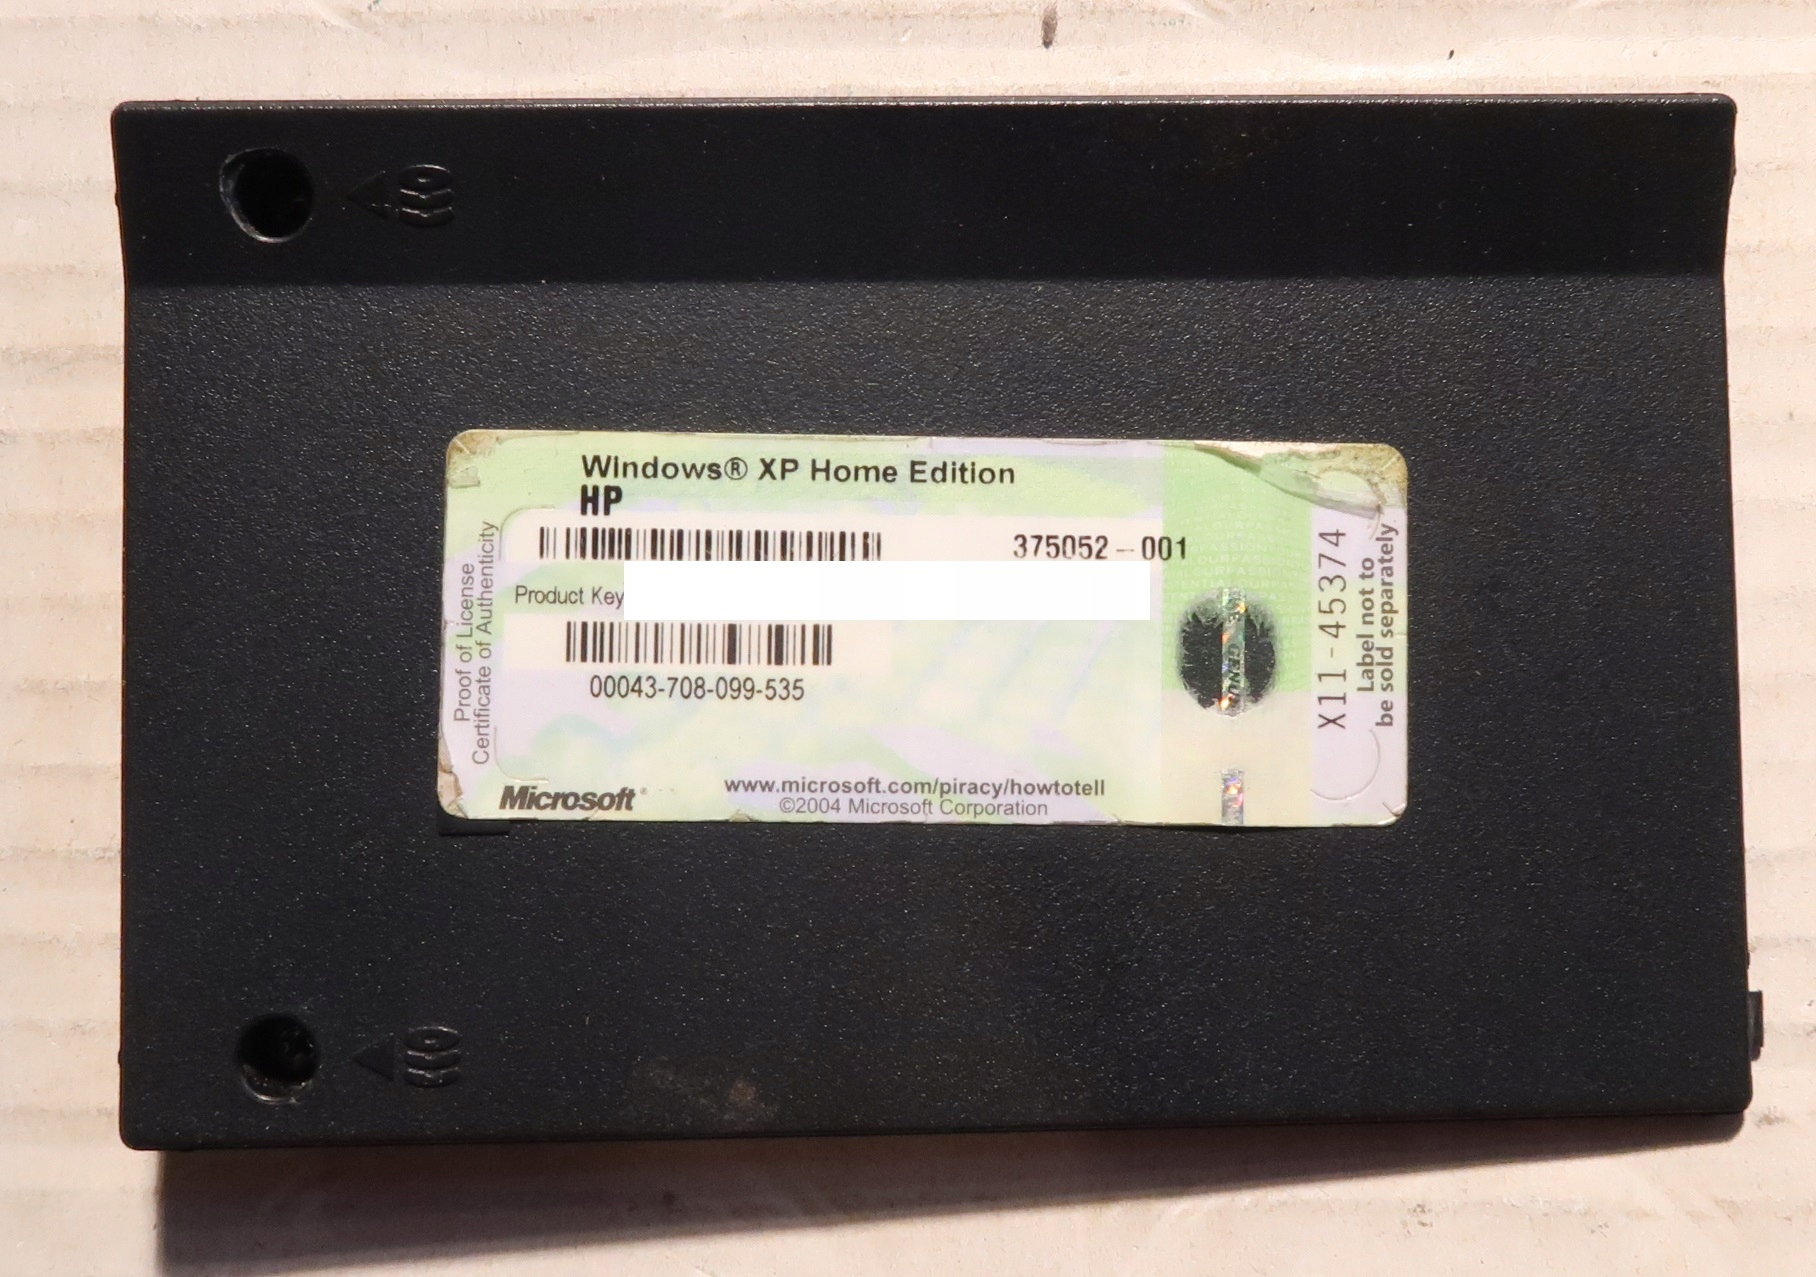 Windows® XP Home Edition
HP
375052-001
Product Key
00043-708-099-535
Proof of License
Certificate of Authenticity
Microsoft®
www.microsoft.com/piracy/howtotell
©2004 Microsoft Corporation
GENUI
X11-45374
Label not to
be sold separately